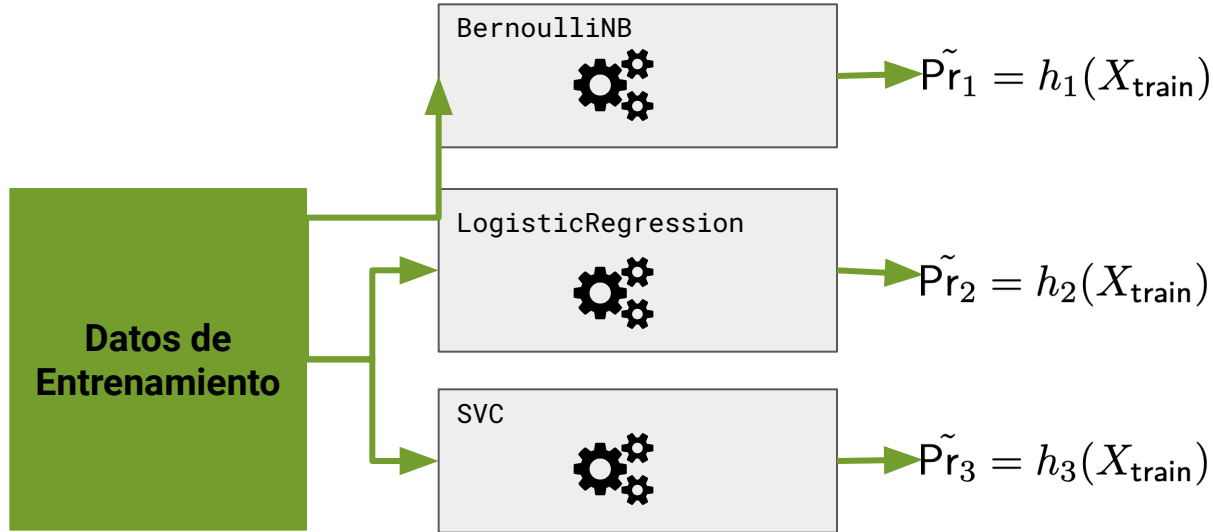 BernoulliNB
P̃r₁ = h₁(X_train)
LogisticRegression
P̃r₂ = h₂(X_train)
Datos de
Entrenamiento
SVC
P̃r₃ = h₃(X_train)